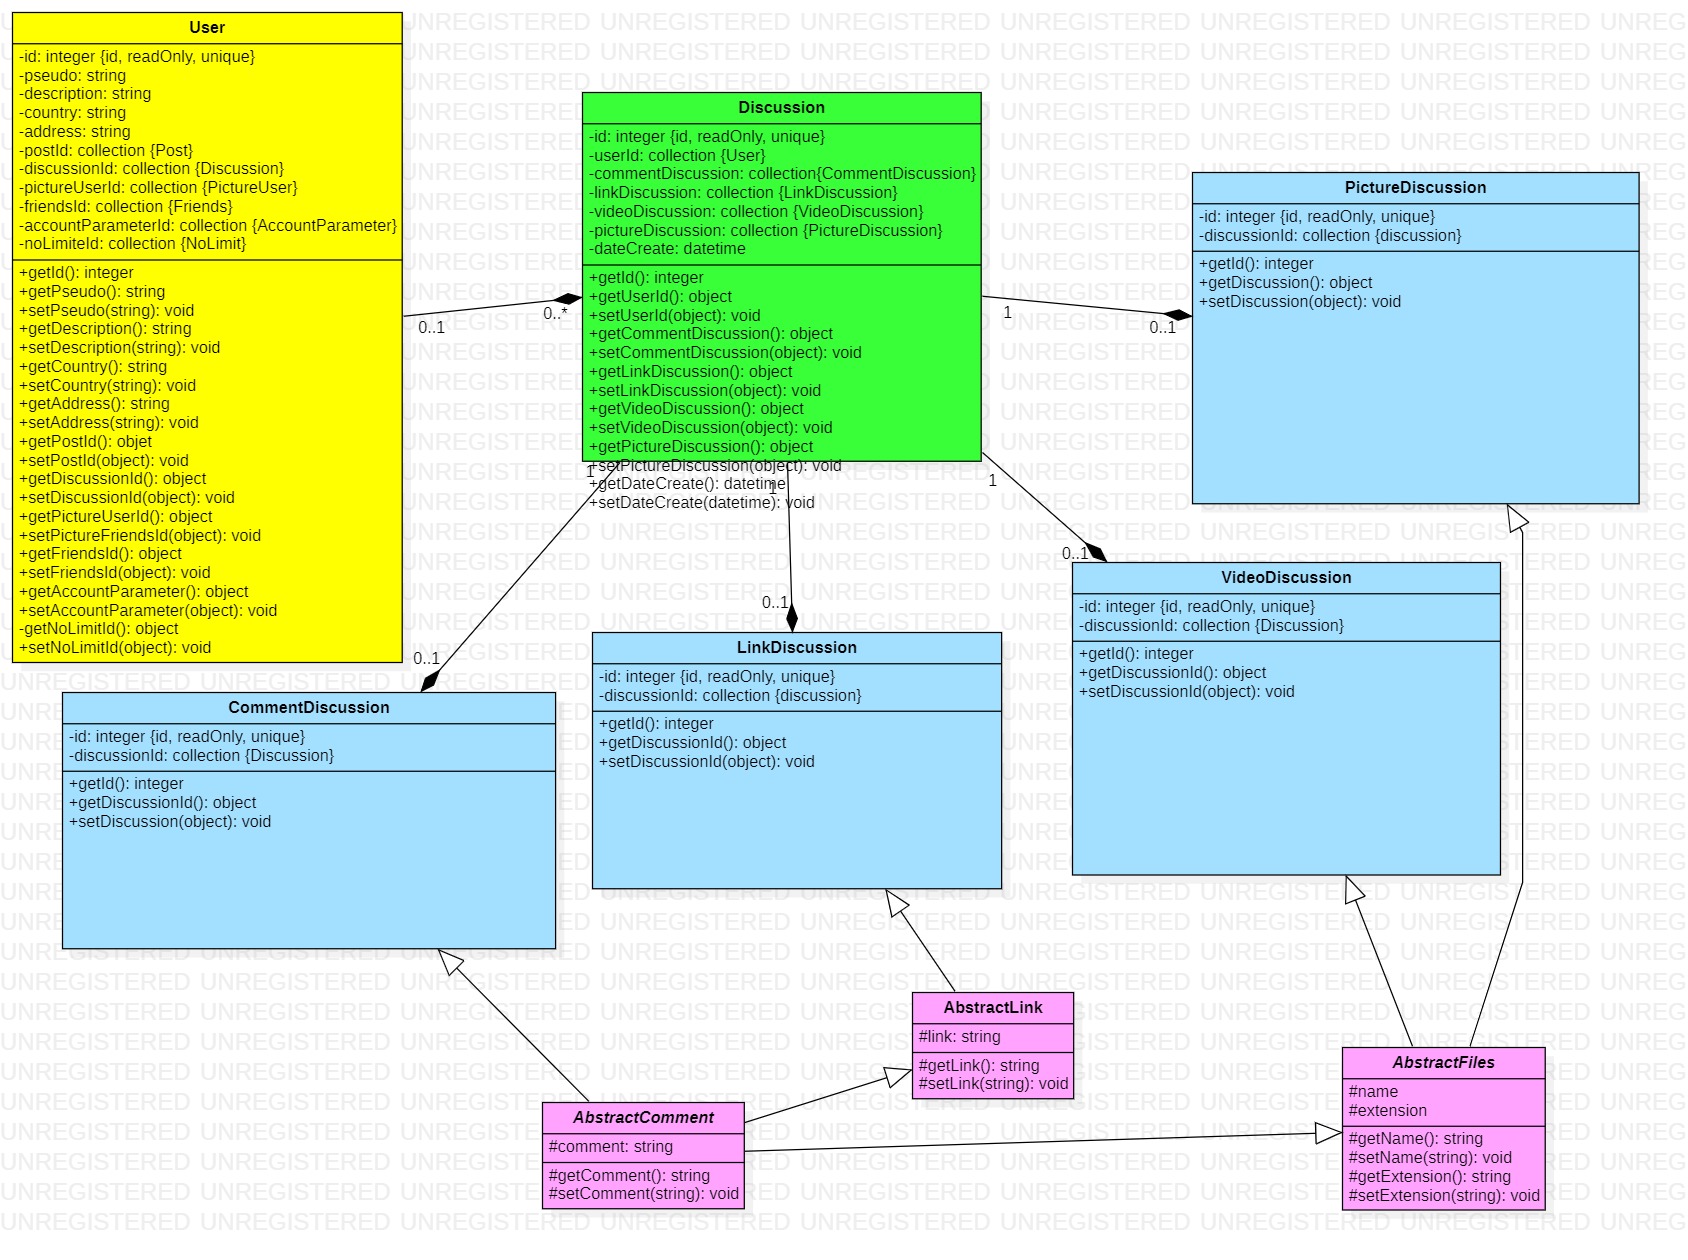 User
-id: integer {id, readOnly, unique}
-pseudo: string
-description: string
-country: string
-address: string
-postId: collection {Post}
-discussionId: collection {Discussion}
-pictureUserId: collection {PictureUser}
-friendsId: collection {Friends}
-accountParameterId: collection {AccountParameter}
-noLimiteId: collection {NoLimit}
+getId(): integer
+getPseudo(): string
+setPseudo(string): void
+getDescription(): string
+setDescription(string): void
+getCountry(): string
+setCountry(string): void
+getAddress(): string
+setAddress(string): void
+getPostId(): objet
+setPostId(object): void
+getDiscussionId(): object
+setDiscussionId(object): void
+getPictureUserId(): object
+setPictureFriendsId(object): void
+getFriendsId(): object
+setFriendsId(object): void
+getAccountParameter(): object
+setAccountParameter(object): void
-getNoLimitId(): object
+setNoLimitId(object): void
0..1
0..*
Discussion
-id: integer {id, readOnly, unique}
-userId: collection {User}
-commentDiscussion: collection{CommentDiscussion}
-linkDiscussion: collection {LinkDiscussion}
-videoDiscussion: collection {VideoDiscussion}
-pictureDiscussion: collection {PictureDiscussion}
-dateCreate: datetime
+getId(): integer
+getUserId(): object
+setUserId(object): void
+getCommentDiscussion(): object
+setCommentDiscussion(object): void
+getLinkDiscussion(): object
+setLinkDiscussion(object): void
+getVideoDiscussion(): object
+setVideoDiscussion(object): void
+getPictureDiscussion(): object
+setPictureDiscussion(object): void
+getDateCreate(): datetime
+setDateCreate(datetime): void
1
0..1
PictureDiscussion
-id: integer {id, readOnly, unique}
-discussionId: collection {discussion}
+getId(): integer
+getDiscussion(): object
+setDiscussion(object): void
1
0..1
1
0..1
1
0..1
VideoDiscussion
-id: integer {id, readOnly, unique}
-discussionId: collection {Discussion}
+getId(): integer
+getDiscussionId(): object
+setDiscussionId(object): void
LinkDiscussion
-id: integer {id, readOnly, unique}
-discussionId: collection {discussion}
+getId(): integer
+getDiscussionId(): object
+setDiscussionId(object): void
CommentDiscussion
-id: integer {id, readOnly, unique}
-discussionId: collection {Discussion}
+getId(): integer
+getDiscussionId(): object
+setDiscussion(object): void
AbstractLink
#link: string
#getLink(): string
#setLink(string): void
AbstractComment
#comment: string
#getComment(): string
#setComment(string): void
AbstractFiles
#name
#extension
#getName(): string
#setName(string): void
#getExtension(): string
#setExtension(string): void
UNREGISTERED